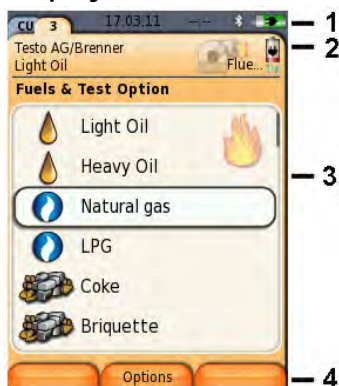 CU 3 17.03.11 --:-- 1
Testo AG/Brenner 2
Light Oil Flue...
Fuels & Test Option
Light Oil
Heavy Oil
Natural gas 3
LPG
Coke
Briquette
Options 4